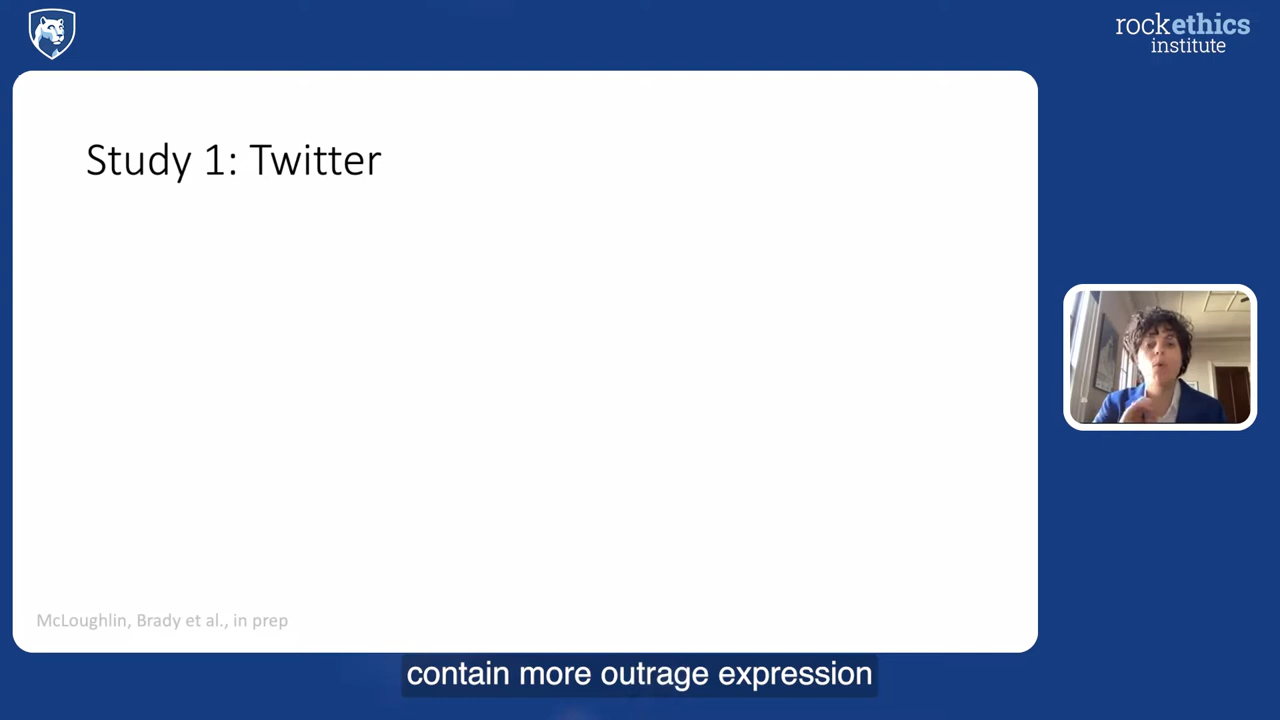 rockethics
institute
Study 1: Twitter
McLoughlin, Brady et al., in prep
contain more outrage expression